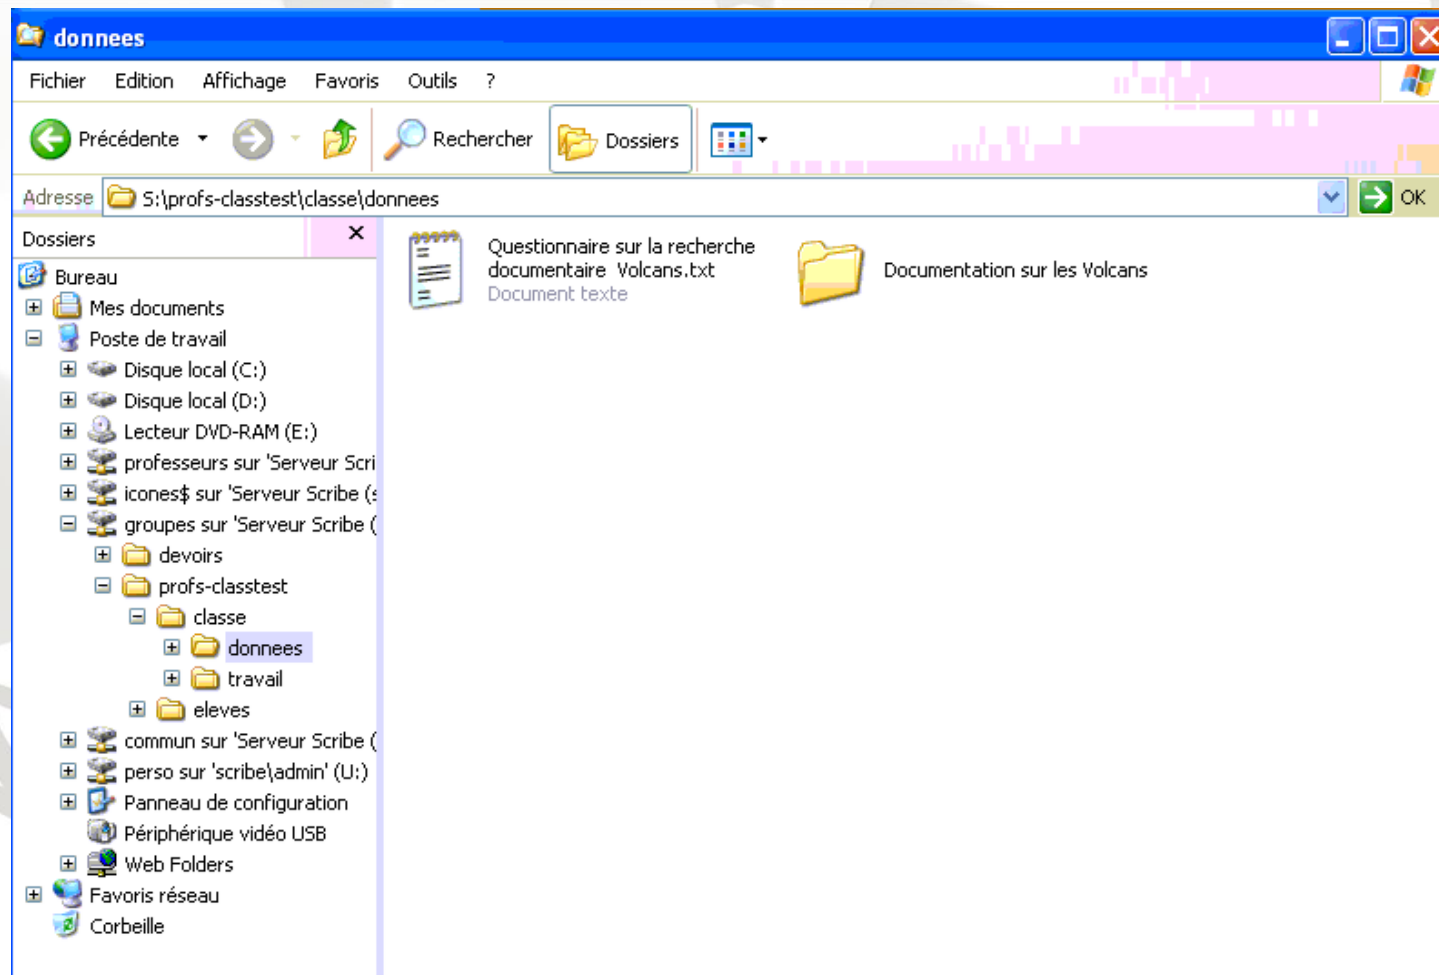 donnees
Fichier Edition Affichage Favoris Outils ?
Précédente Rechercher Dossiers
Adresse S:\profs-classtest\classe\donnees OK
Dossiers
Bureau
Mes documents
Poste de travail
Disque local (C:)
Disque local (D:)
Lecteur DVD-RAM (E:)
professeurs sur 'Serveur Scri
icones$ sur 'Serveur Scribe (s
groupes sur 'Serveur Scribe (
devoirs
profs-classtest
classe
donnees
travail
eleves
commun sur 'Serveur Scribe (
perso sur 'scribe\admin' (U:)
Panneau de configuration
Périphérique vidéo USB
Web Folders
Favoris réseau
Corbeille
Questionnaire sur la recherche
documentaire Volcans.txt
Document texte
Documentation sur les Volcans